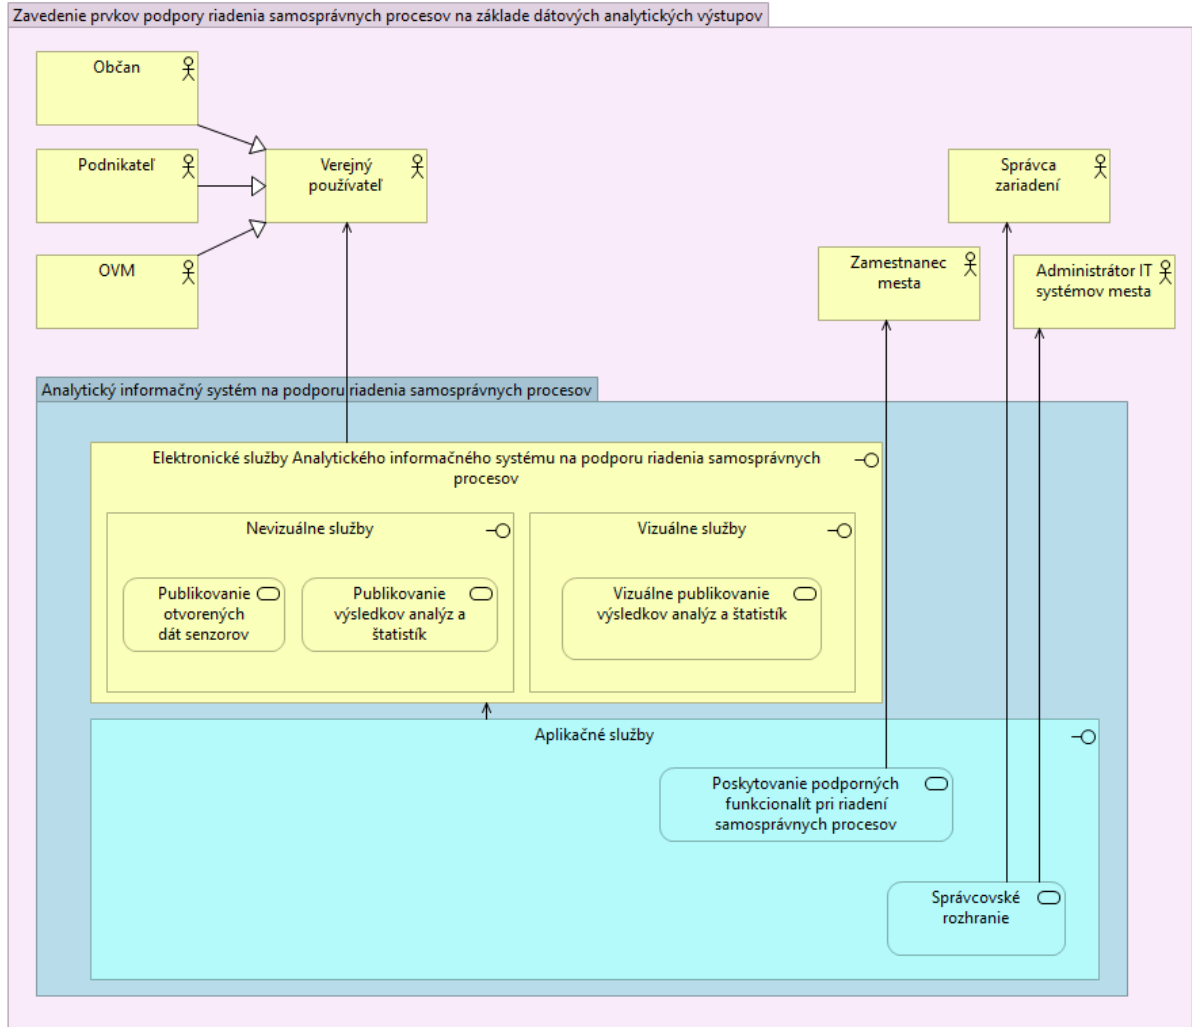 Zavedenie prvkov podpory riadenia samosprávnych procesov na základe dátových analytických výstupov
Občan
Podnikateľ
Verejný
používateľ
Správca
zariadení
OVM
Zamestnanec
mesta
Administrátor IT
systémov mesta
Analytický informačný systém na podporu riadenia samosprávnych procesov
Elektronické služby Analytického informačného systému na podporu riadenia samosprávnych
procesov
Nevizuálne služby
Publikovanie
otvorených
dát senzorov
Publikovanie
výsledkov analýz a
štatistík
Vizuálne služby
Vizuálne publikovanie
výsledkov analýz a štatistík
Aplikačné služby
Poskytovanie podporných
funkcionalít pri riadení
samosprávnych procesov
Správcovské
rozhranie